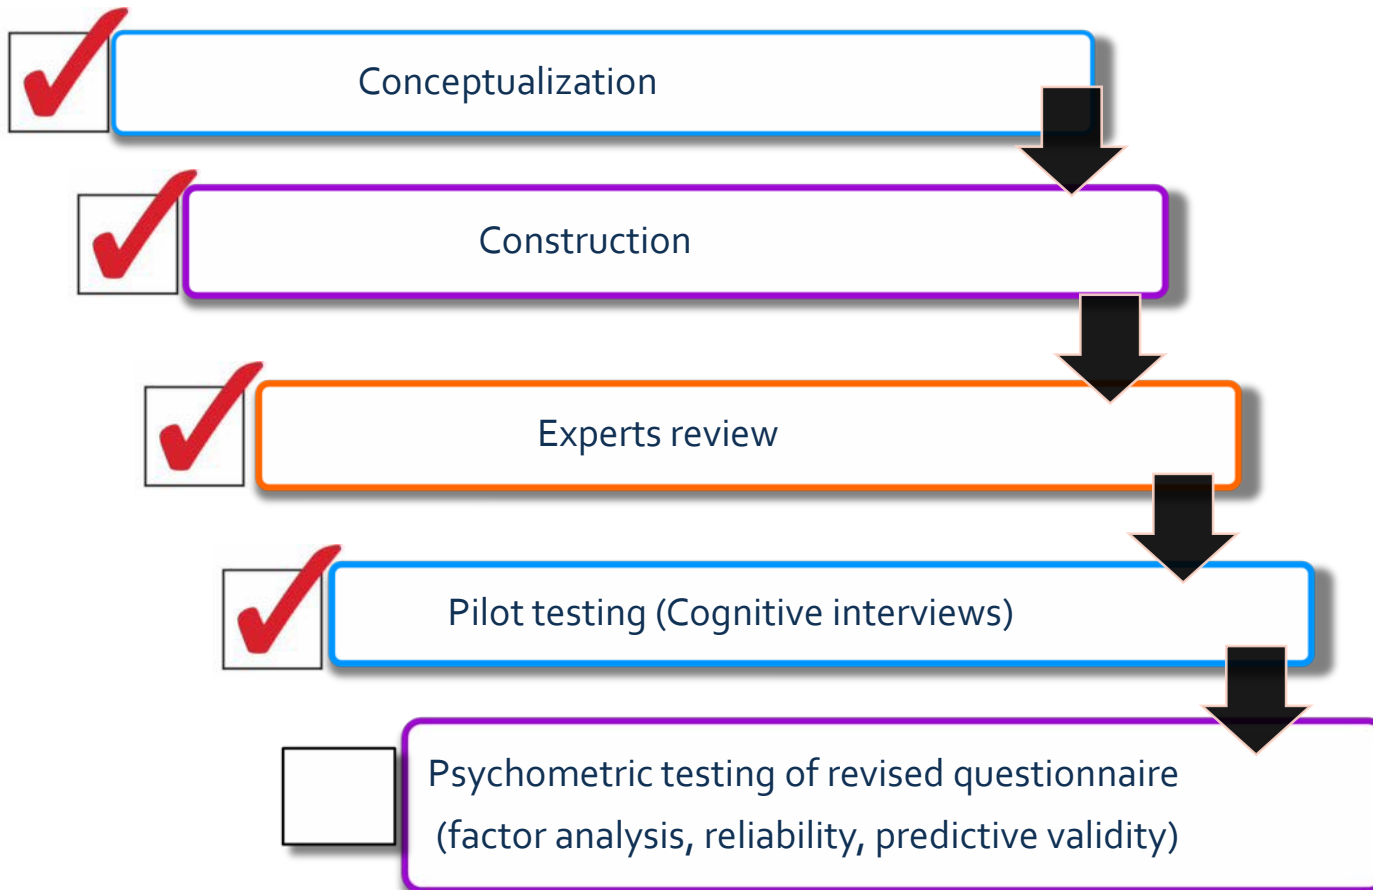 Conceptualization
Construction
Experts review
Pilot testing (Cognitive interviews)
Psychometric testing of revised questionnaire
(factor analysis, reliability, predictive validity)